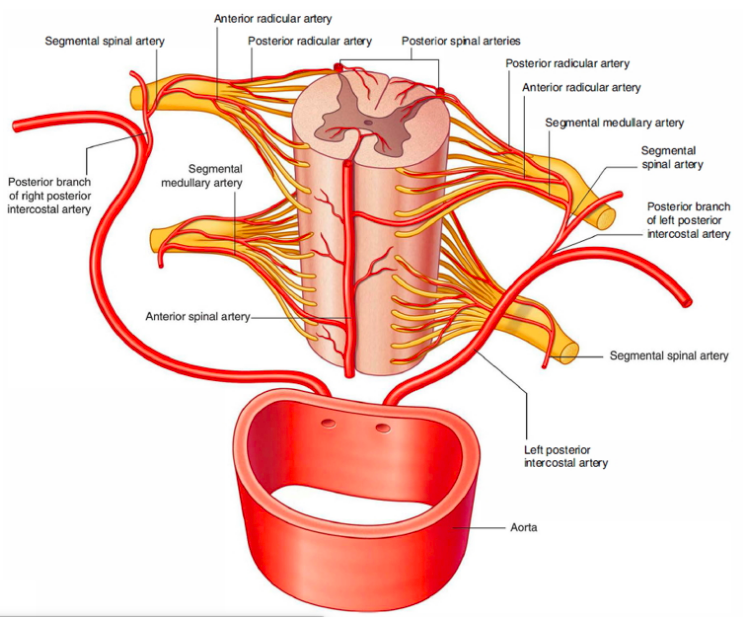 Anterior radicular artery
Segmental spinal artery
Posterior radicular artery
Posterior spinal arteries
Posterior radicular artery
Anterior radicular artery
Segmental medullary artery
Segmental
spinal artery
Segmental
medullary artery
Posterior branch
of right posterior
intercostal artery
Posterior branch
of left posterior
intercostal artery
Anterior spinal artery
Segmental spinal artery
Left posterior
intercostal artery
Aorta